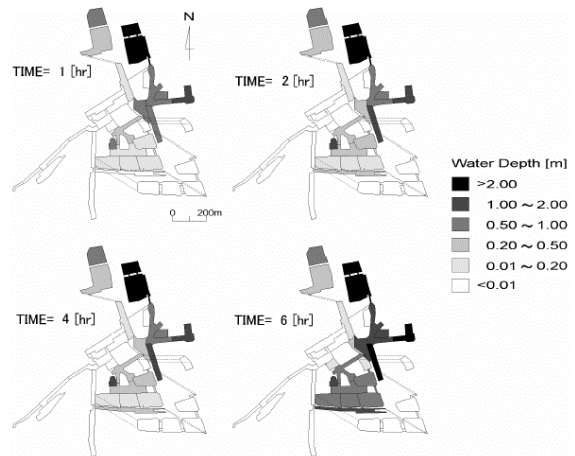 N
TIME= 1 [hr]
TIME= 2 [hr]
0 200m
Water Depth [m]
>2.00
1.00～2.00
0.50～1.00
0.20～0.50
0.01～0.20
<0.01
TIME= 4 [hr]
TIME= 6 [hr]